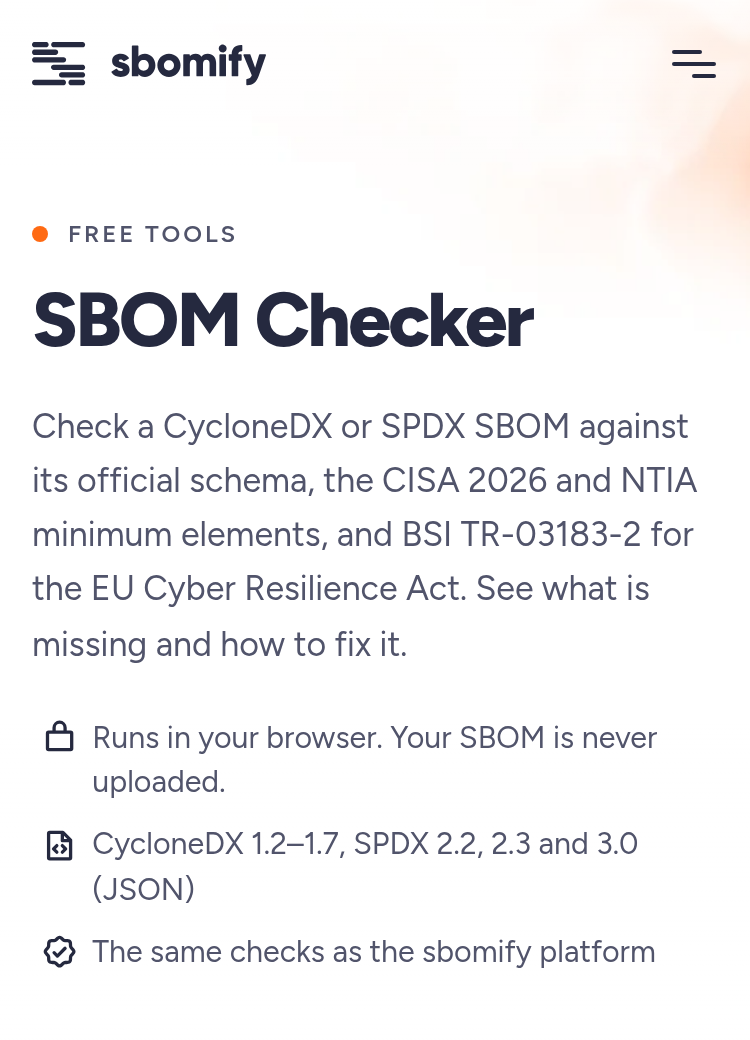 sbomify
FREE TOOLS
SBOM Checker
Check a CycloneDX or SPDX SBOM against
its official schema, the CISA 2026 and NTIA
minimum elements, and BSI TR-03183-2 for
the EU Cyber Resilience Act. See what is
missing and how to fix it.
Runs in your browser. Your SBOM is never
uploaded.
CycloneDX 1.2–1.7, SPDX 2.2, 2.3 and 3.0
(JSON)
The same checks as the sbomify platform